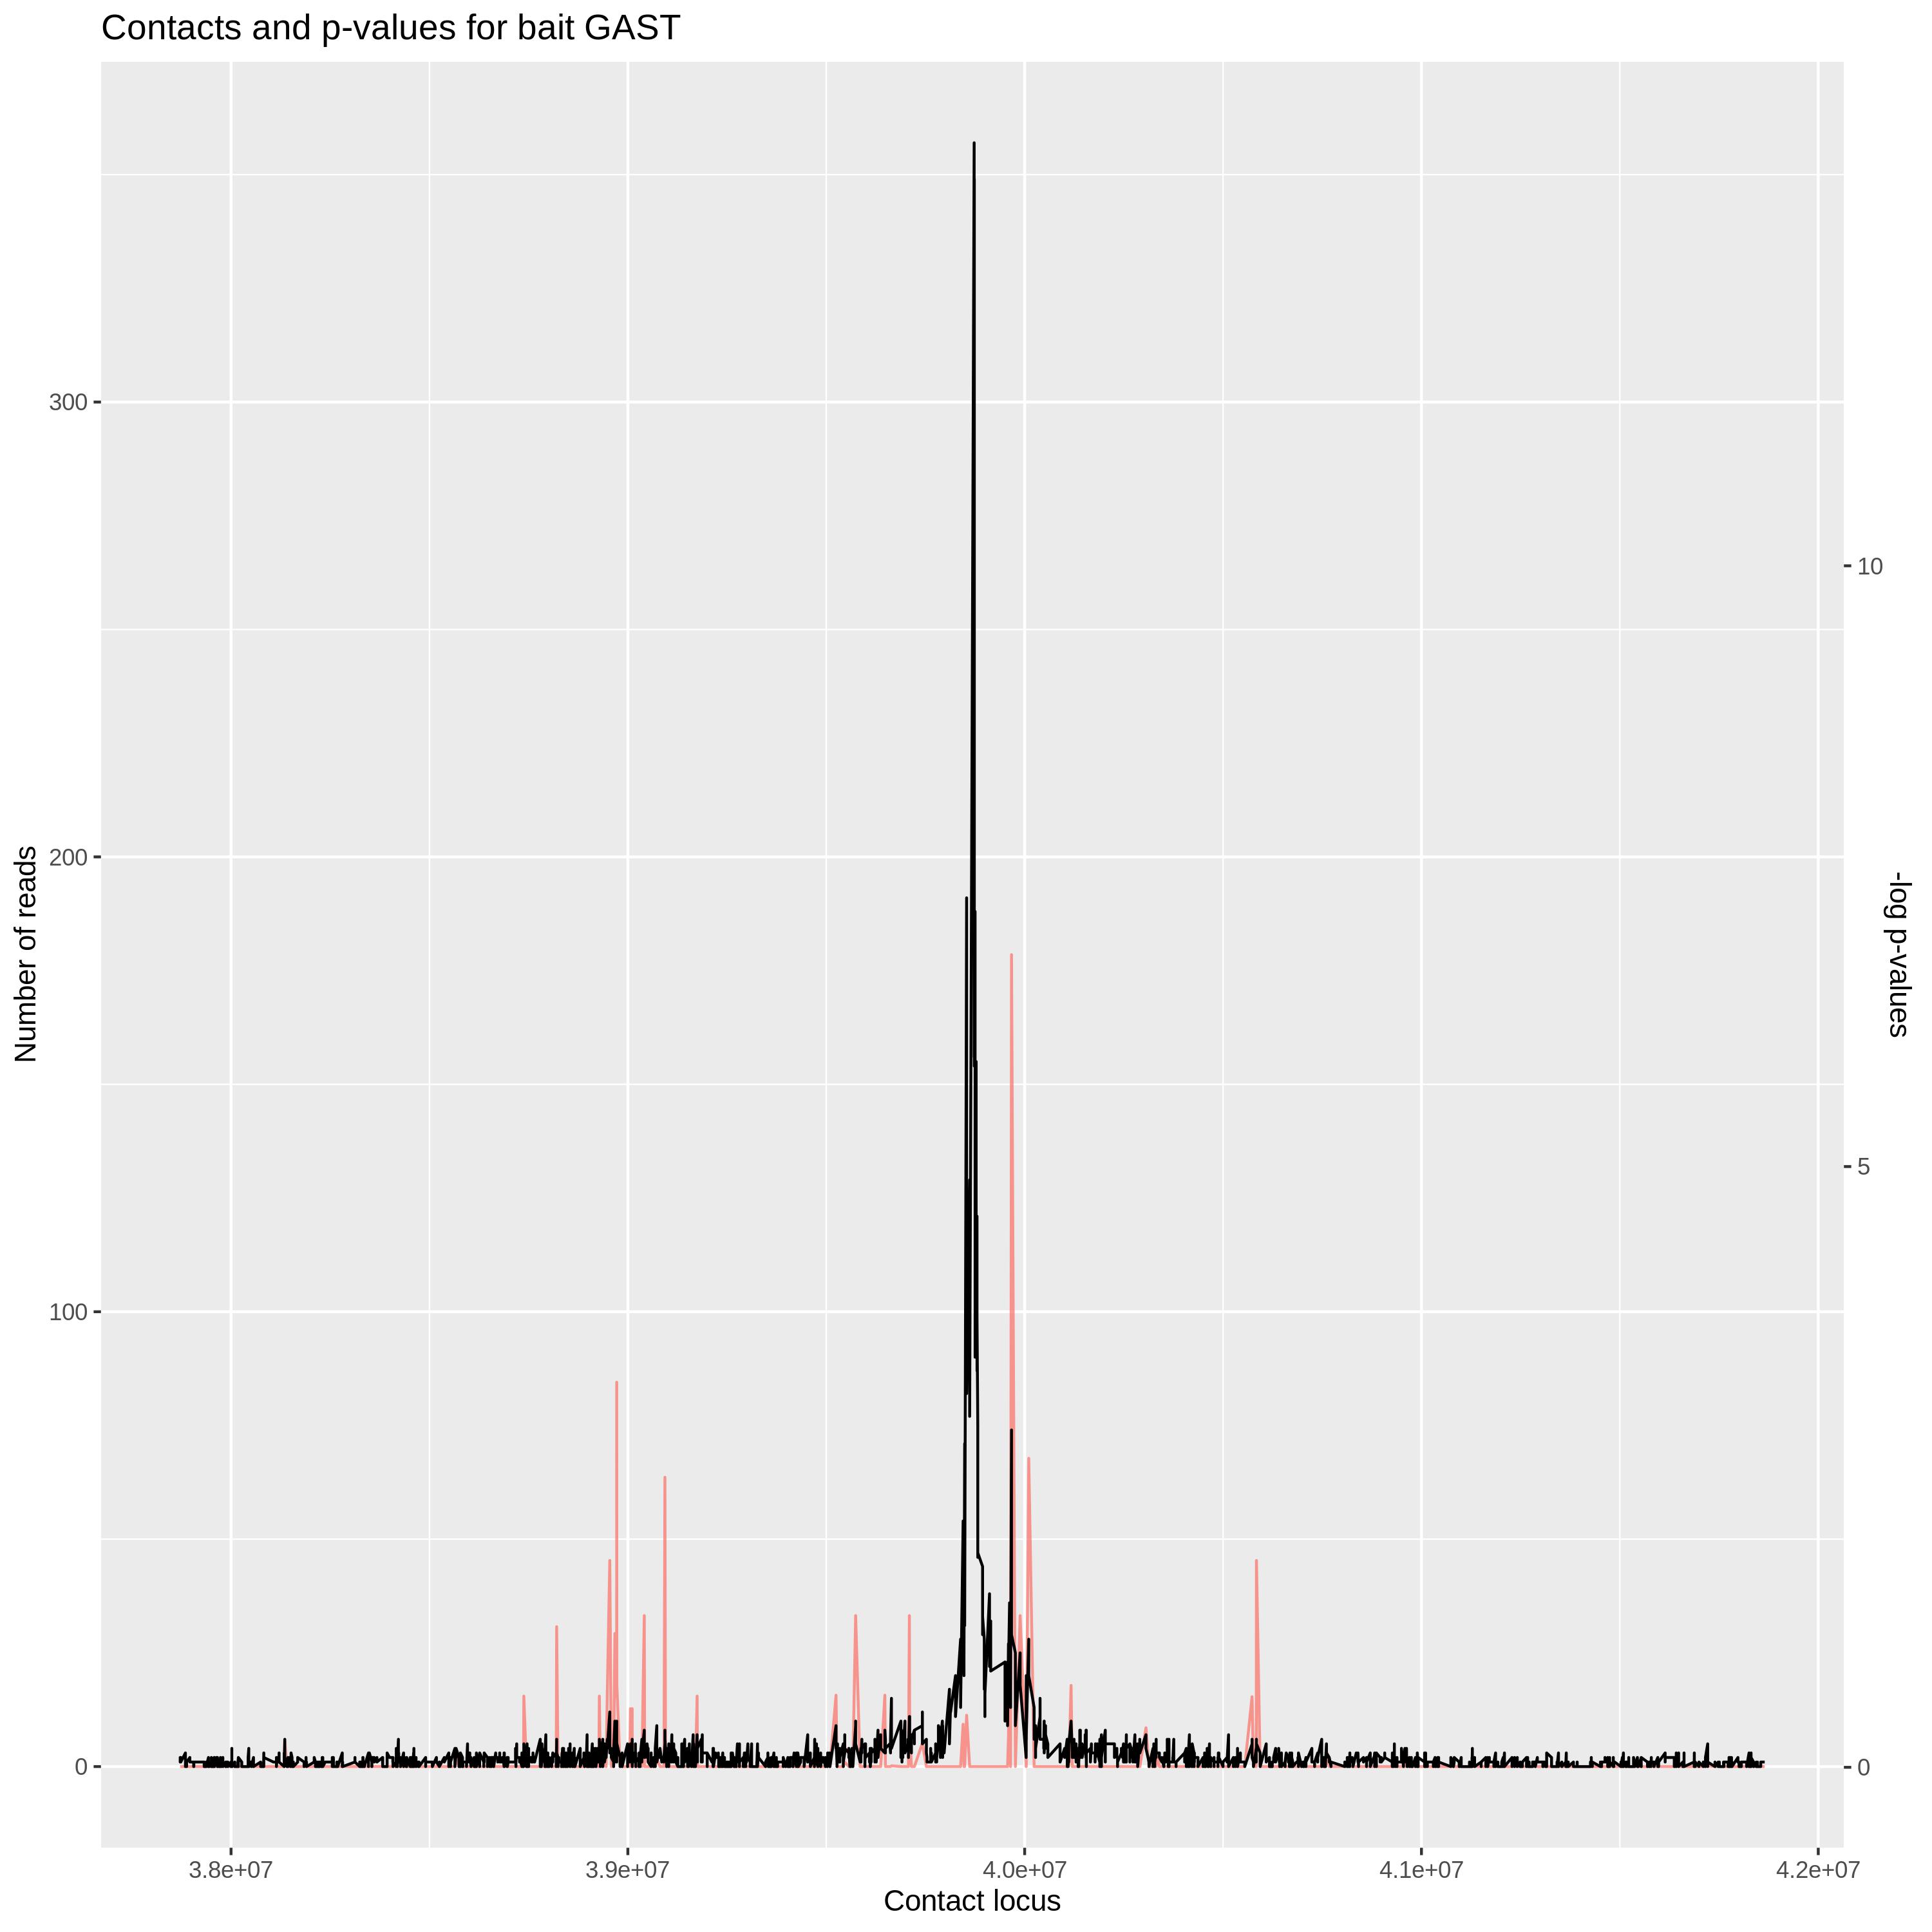 Contacts and p-values for bait GAST
Number of reads
300
200
100
0
10
5
0
-log p-values
3.8e+07
3.9e+07
4.0e+07
4.1e+07
4.2e+07
Contact locus